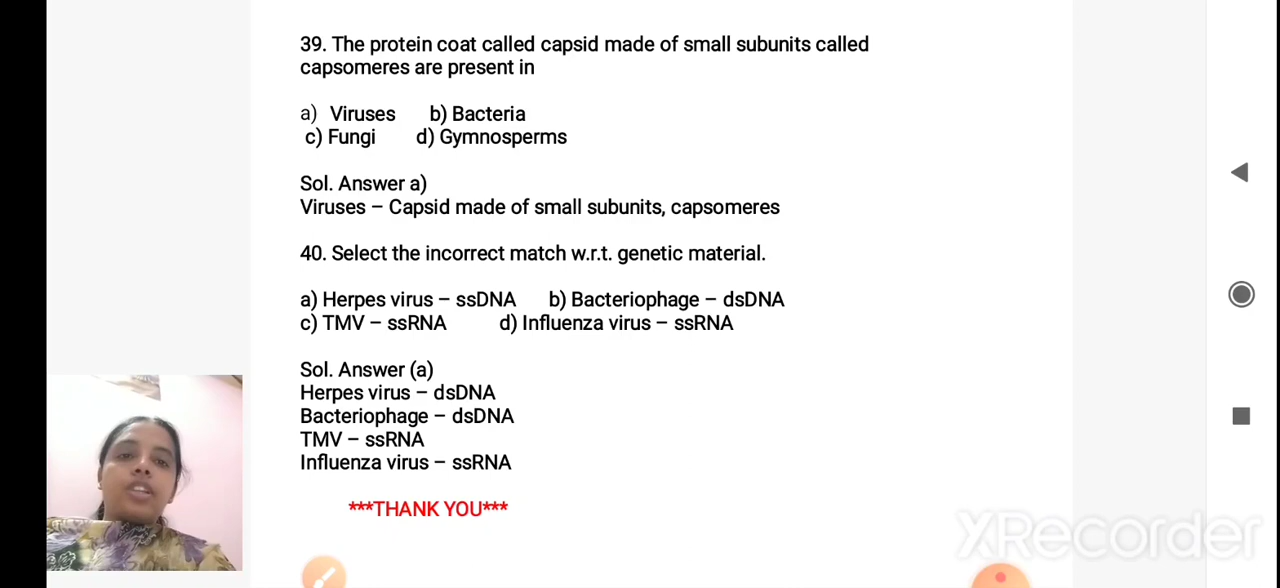 39. The protein coat called capsid made of small subunits called
capsomeres are present in
a) Viruses b) Bacteria
c) Fungi d) Gymnosperms
Sol. Answer a)
Viruses – Capsid made of small subunits, capsomeres
40. Select the incorrect match w.r.t. genetic material.
a) Herpes virus – ssDNA b) Bacteriophage – dsDNA
c) TMV – ssRNA d) Influenza virus – ssRNA
Sol. Answer (a)
Herpes virus – dsDNA
Bacteriophage – dsDNA
TMV – ssRNA
Influenza virus – ssRNA
***THANK YOU***
XRecorder